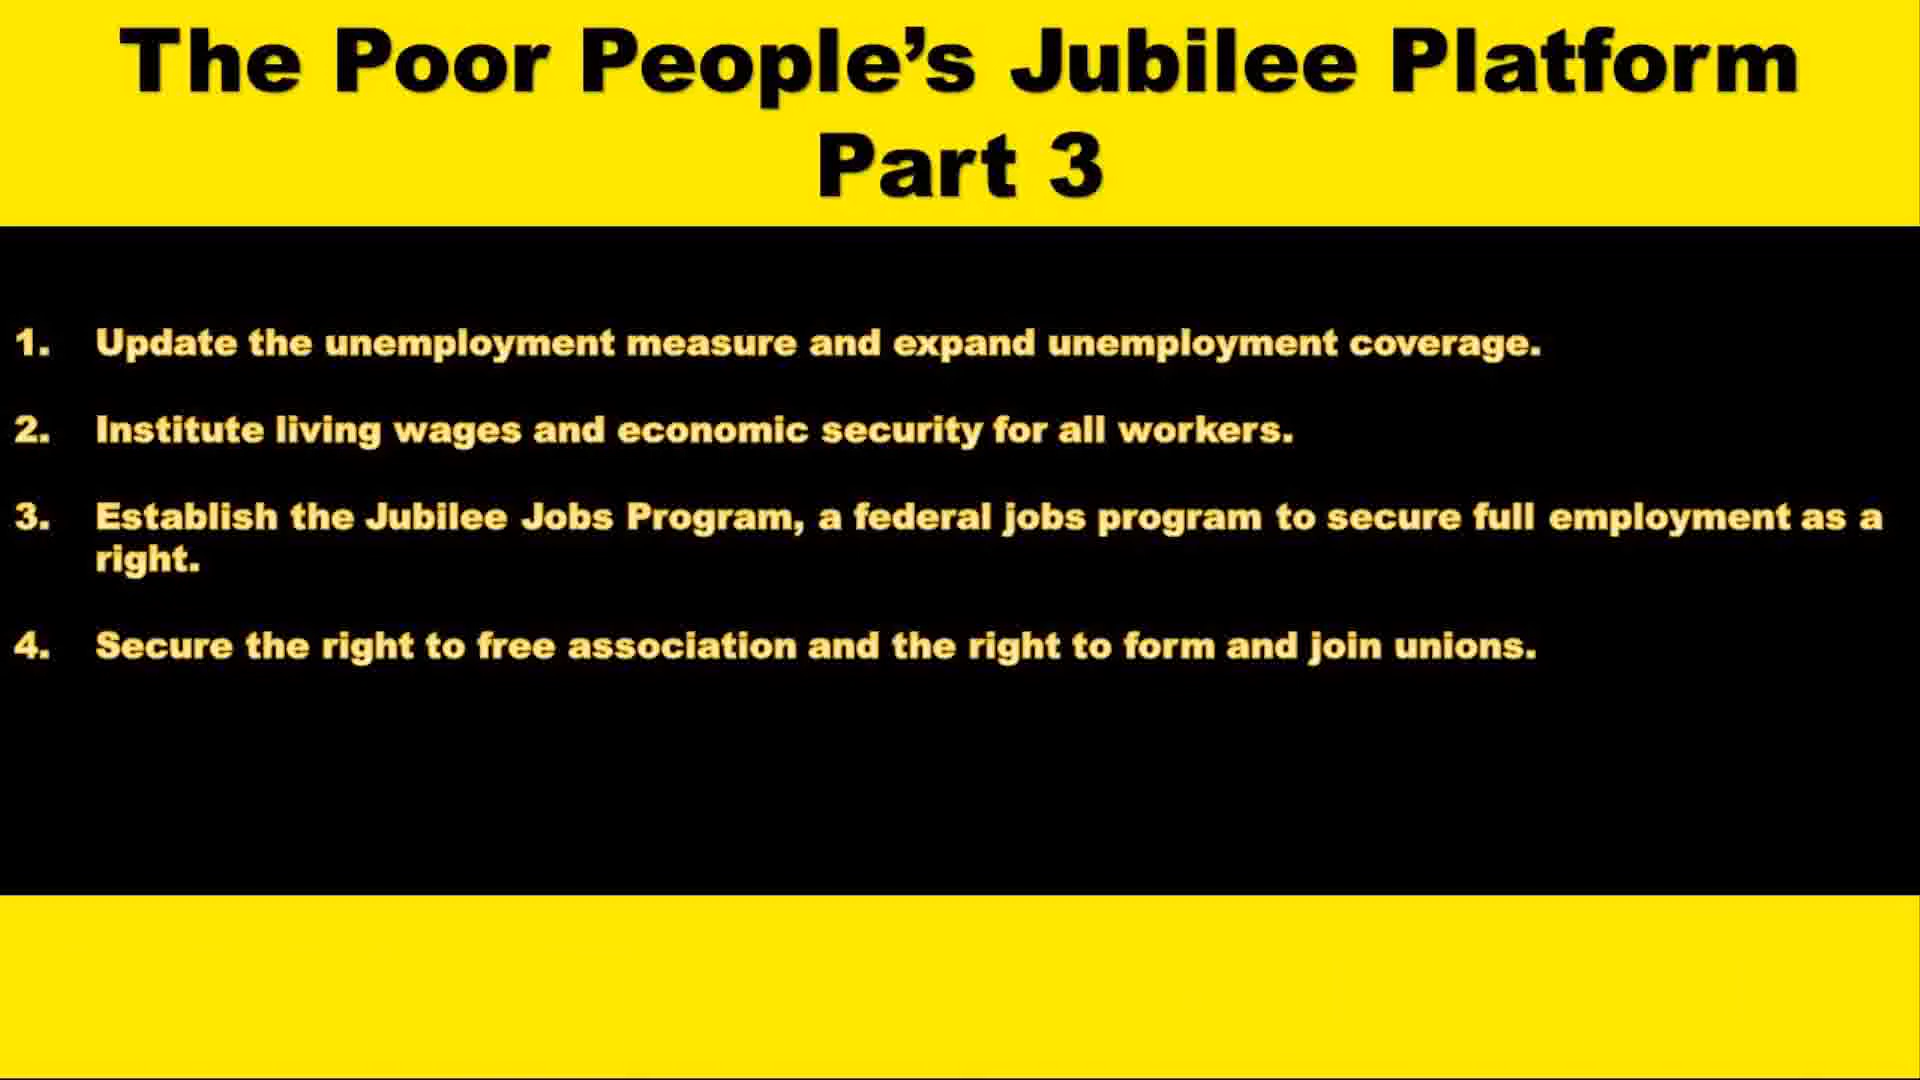 The Poor People’s Jubilee Platform
Part 3
1. Update the unemployment measure and expand unemployment coverage.
2. Institute living wages and economic security for all workers.
3. Establish the Jubilee Jobs Program, a federal jobs program to secure full employment as a
right.
4. Secure the right to free association and the right to form and join unions.